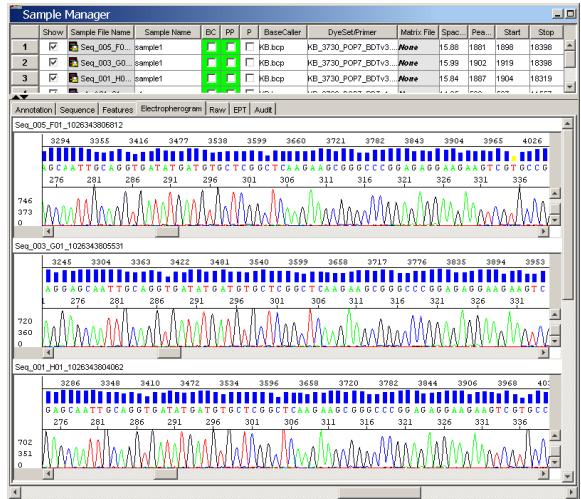 Sample Manager
Show Sample File Name Sample Name BC PP P BaseCaller DyeSet/Primer Matrix File Spac... Pea... Start Stop
1 Seq_005_F0... sample1 KB.bcp KB_3730_POP7_BDTv3... None 15.88 1881 1898 18398
2 Seq_003_G0... sample1 KB.bcp KB_3730_POP7_BDTv3... None 15.99 1902 1919 18398
3 Seq_001_H0... sample1 KB.bcp KB_3730_POP7_BDTv3... None 15.84 1887 1904 18319
Annotation Sequence Features Electropherogram Raw EPT Audit
Seq_005_F01_1026343806812
3294 3355 3416 3477 3538 3599 3660 3721 3782 3843 3904 3965 4026
AGCAATTGCAGGTGATATGATGTGCTCGGCTCAAGAAGCGGGCCCGGAGAGGAAGAAGTCGTGCCG
276 281 286 291 296 301 306 311 316 321 326 331 336
746
373
0
Seq_003_G01_1026343805531
3245 3304 3363 3422 3481 3540 3599 3658 3717 3776 3835 3894 3953
AGGAGCAATTGCAGGTGATATGATGTGCTCGGCTCAAGAAGCGGGCCCGGAGAGGAAGAAGTC
276 281 286 291 296 301 306 311 316 321 326 331
720
360
0
Seq_001_H01_1026343804062
3286 3348 3410 3472 3534 3596 3658 3720 3782 3844 3906 3968 403
GAGCAATTGCAGGTGATATGATGTGCTCGGCTCAAGAAGCGGGCCCGGAGAGGAAGAAGTCGTGCC
276 281 286 291 296 301 306 311 316 321 326 331 336
702
351
0